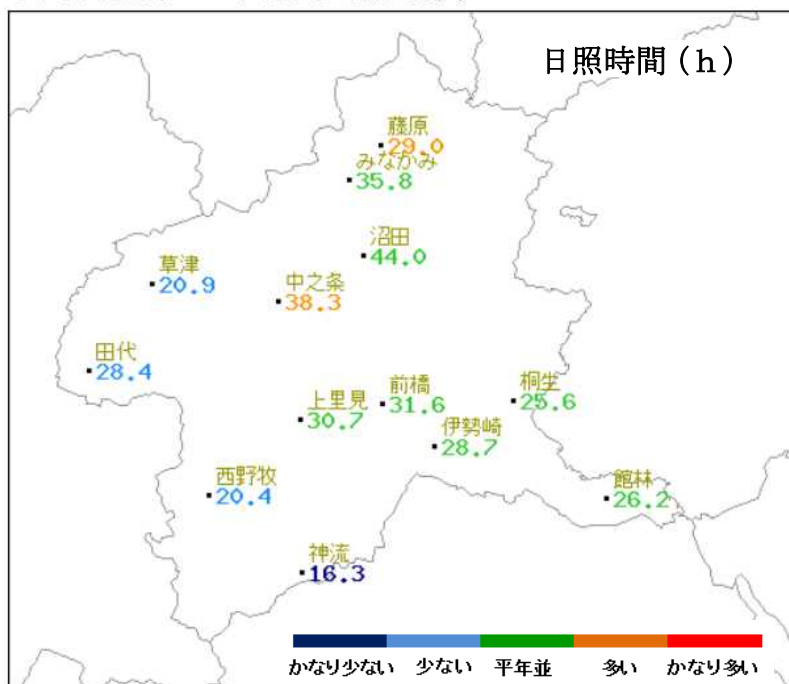 日照時間（ｈ）
藤原
29.0
みなかみ
35.8
沼田
44.0
草津
20.9
中之条
38.3
田代
28.4
前橋
31.6
桐生
25.6
上里見
30.7
伊勢崎
28.7
西野牧
20.4
館林
26.2
神流
16.3
かなり少ない 少ない 平年並 多い かなり多い